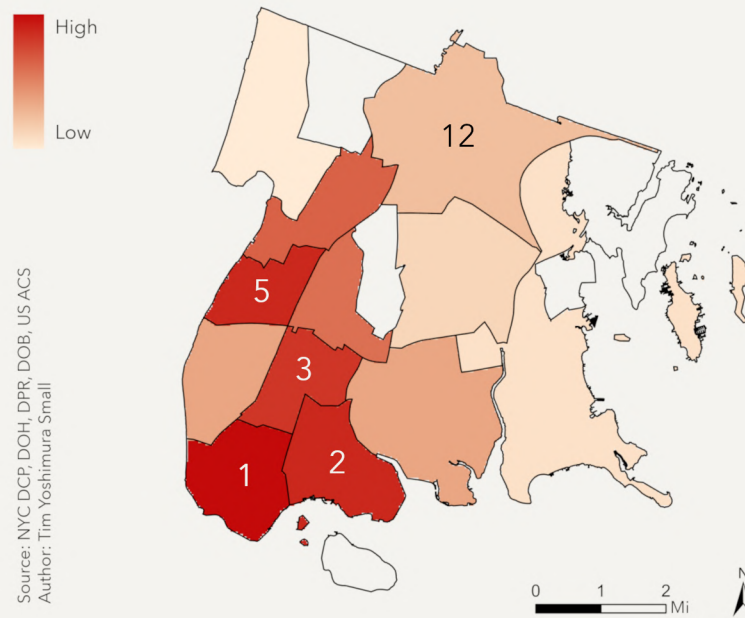 High
Low
12
5
3
1
2
Source: NYC DCP, DOH, DPR, DOB, US ACS
Author: Tim Yoshimura Small
0 1 2 Mi
N